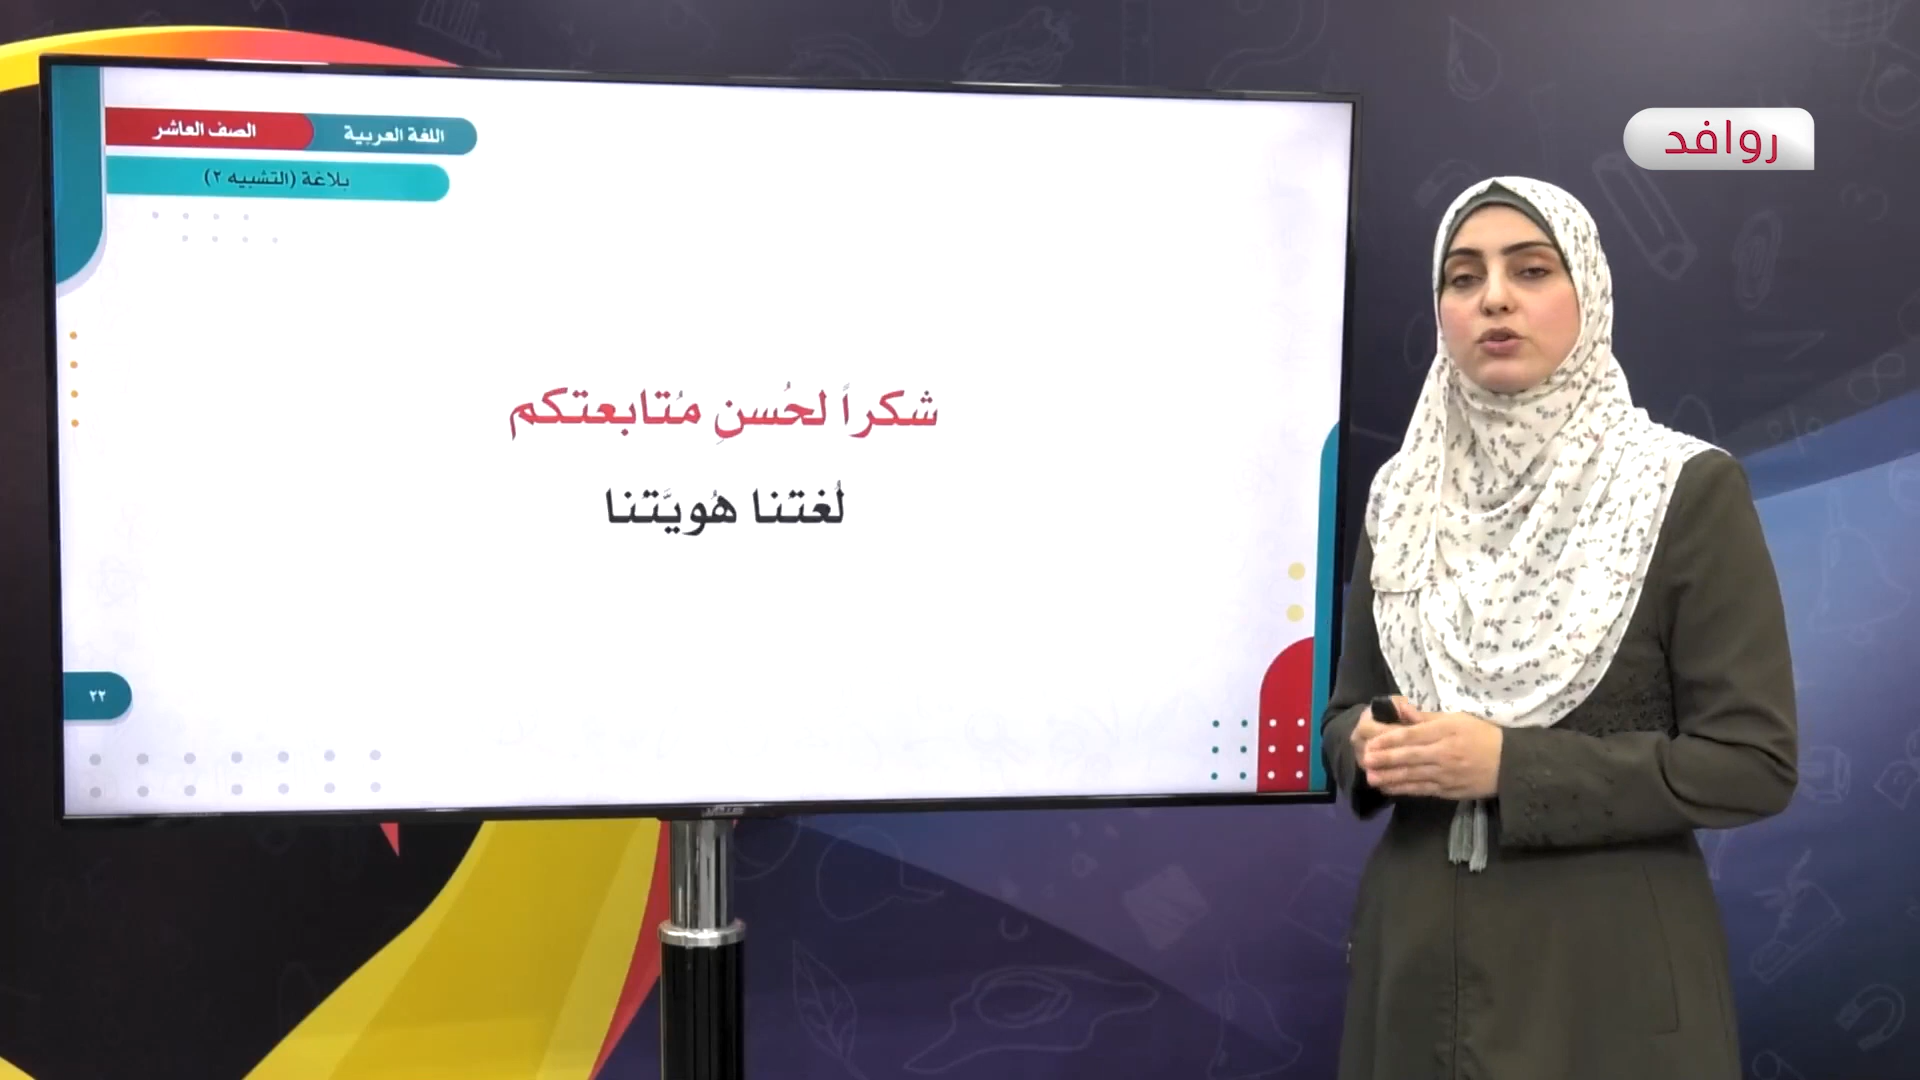 روافد
اللغة العربية
الصف العاشر
بلاغة (التشبيه ٢)
شكراً لحُسنِ مُتابعتكم
لُغتنا هُويَّتنا
٢٢